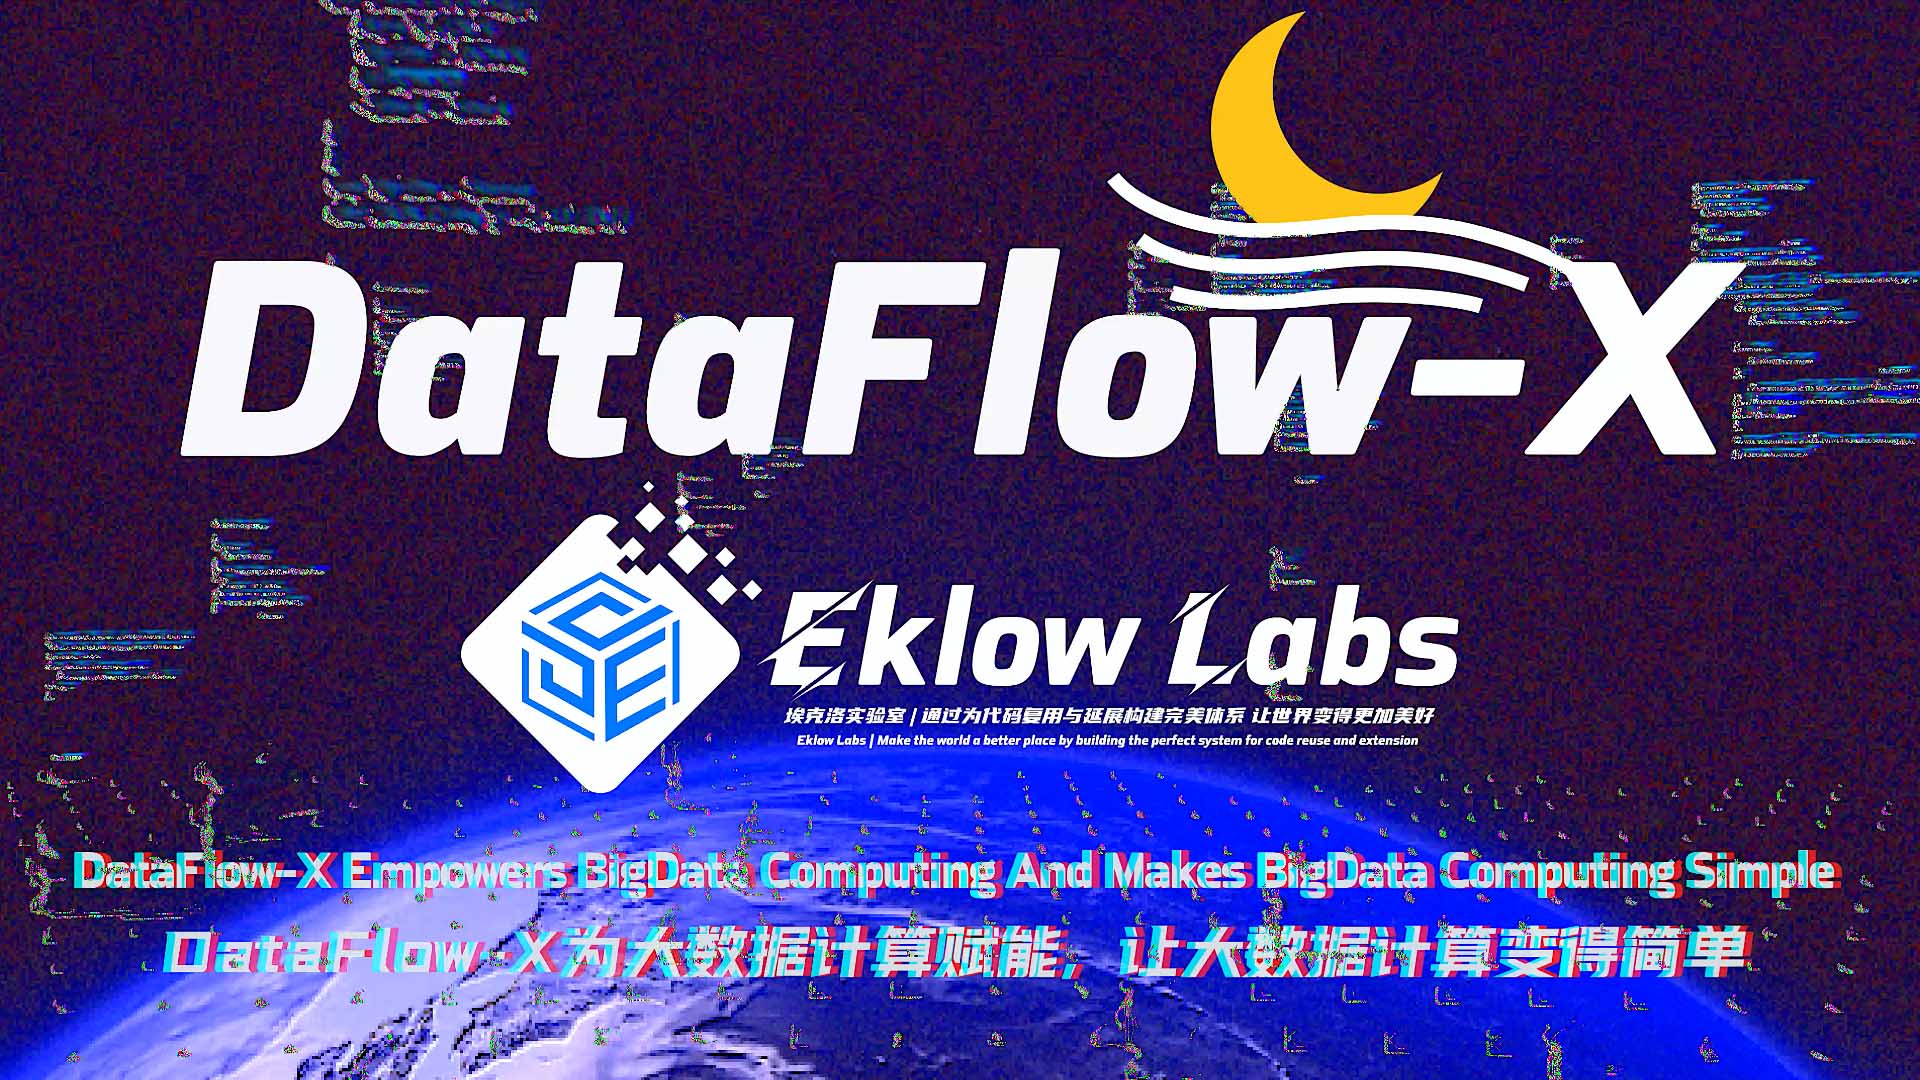 DataFlow-X
Eklow Labs
埃克洛实验室 | 通过为代码复用与延展构建完美体系 让世界变得更加美好
Eklow Labs | Make the world a better place by building the perfect system for code reuse and extension
DataFlow-X Empowers BigData Computing And Makes BigData Computing Simple
DataFlow-X为大数据计算赋能，让大数据计算变得简单